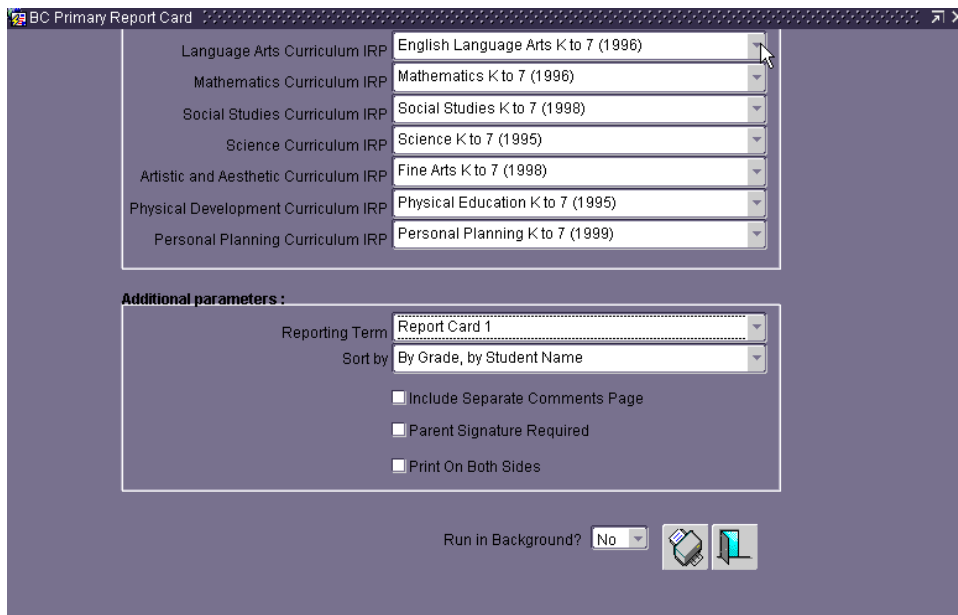 BC Primary Report Card
Language Arts Curriculum IRP English Language Arts K to 7 (1996)
Mathematics Curriculum IRP Mathematics K to 7 (1996)
Social Studies Curriculum IRP Social Studies K to 7 (1998)
Science Curriculum IRP Science K to 7 (1995)
Artistic and Aesthetic Curriculum IRP Fine Arts K to 7 (1998)
Physical Development Curriculum IRP Physical Education K to 7 (1995)
Personal Planning Curriculum IRP Personal Planning K to 7 (1999)
Additional parameters :
Reporting Term Report Card 1
Sort by By Grade, by Student Name
Include Separate Comments Page
Parent Signature Required
Print On Both Sides
Run in Background? No